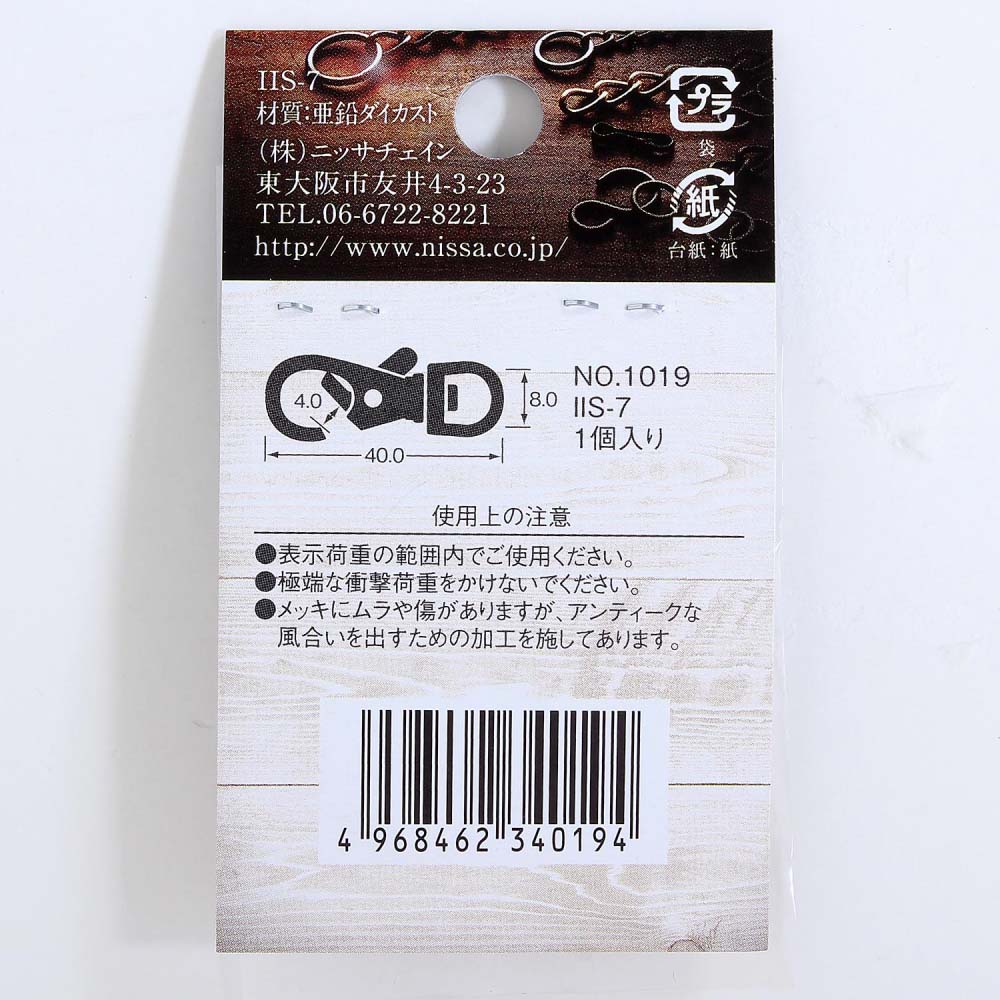 IIS-7
材質:亜鉛ダイカスト
(株)ニッサチェイン
東大阪市友井4-3-23
TEL.06-6722-8221
http://www.nissa.co.jp/
プラ
袋
紙
台紙:紙
4.0
8.0
40.0
NO.1019
IIS-7
1個入り
使用上の注意
●表示荷重の範囲内でご使用ください。
●極端な衝撃荷重をかけないでください。
●メッキにムラや傷がありますが、アンティークな
風合いを出すための加工を施してあります。
4 968462 340194